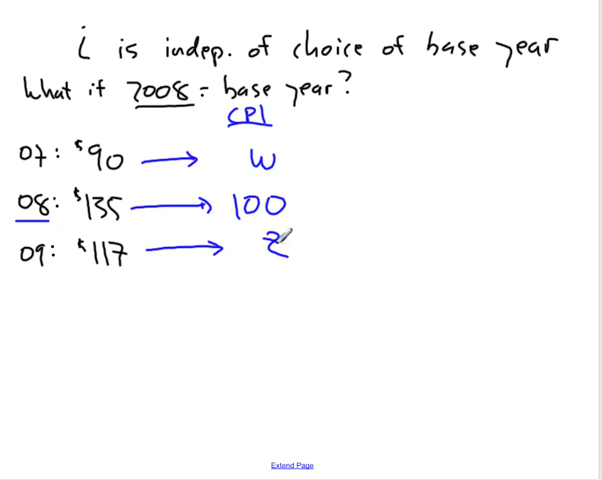 i is indep. of choice of base year
What if 2008 = base year?
CPI
07: $90 → W
08: $135 → 100
09: $117 → Z
Extend Page